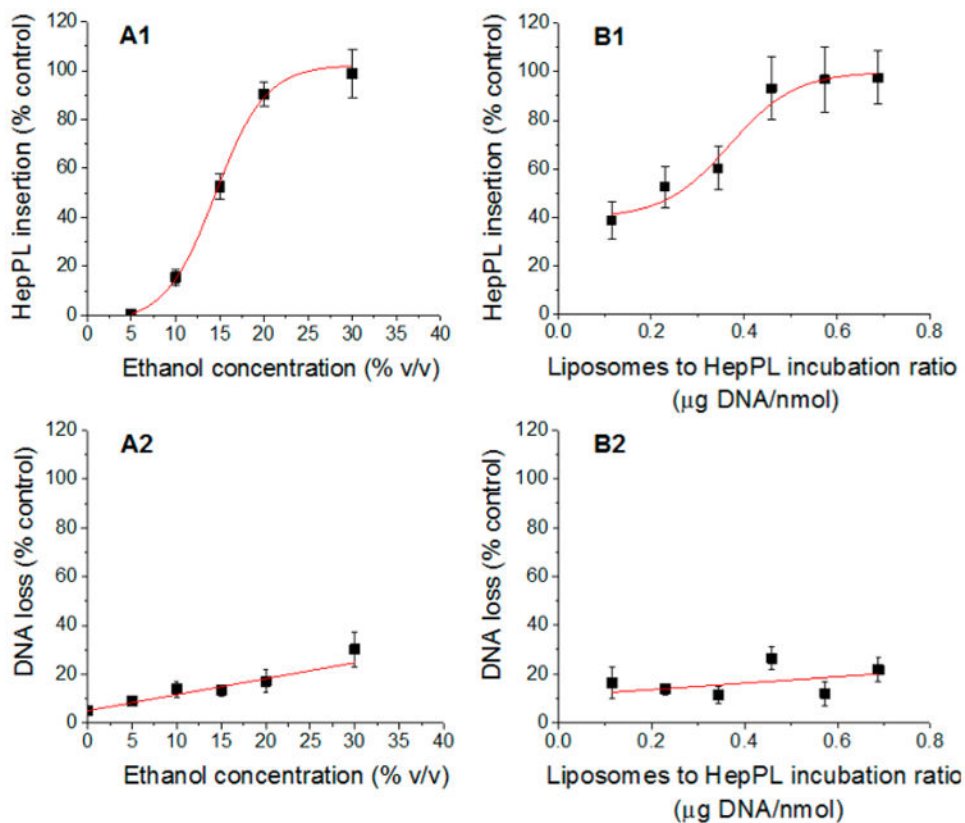 A1
HepPL insertion (% control)
120
100
80
60
40
20
0
0 5 10 15 20 25 30 35 40
Ethanol concentration (% v/v)
B1
HepPL insertion (% control)
120
100
80
60
40
20
0
0.0 0.2 0.4 0.6 0.8
Liposomes to HepPL incubation ratio
(μg DNA/nmol)
A2
DNA loss (% control)
120
100
80
60
40
20
0
0 5 10 15 20 25 30 35 40
Ethanol concentration (% v/v)
B2
DNA loss (% control)
120
100
80
60
40
20
0
0.0 0.2 0.4 0.6 0.8
Liposomes to HepPL incubation ratio
(μg DNA/nmol)